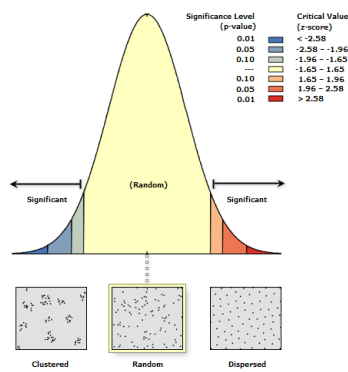 Significance Level Critical Value
(p-value) (z-score)
0.01 < -2.58
0.05 -2.58 – -1.96
0.10 -1.96 – -1.65
--- -1.65 – 1.65
0.10 1.65 – 1.96
0.05 1.96 – 2.58
0.01 > 2.58
(Random)
Significant Significant
Clustered Random Dispersed